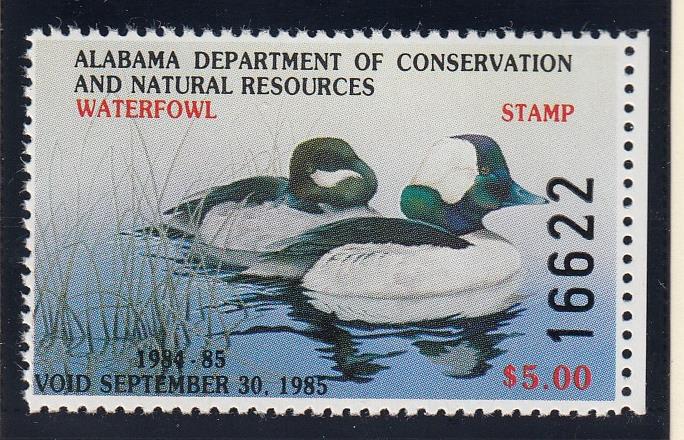 ALABAMA DEPARTMENT OF CONSERVATION
AND NATURAL RESOURCES
WATERFOWL STAMP
16622
1984-85
VOID SEPTEMBER 30, 1985
$5.00